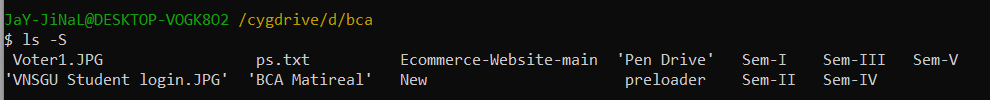 JaY-JiNaL@DESKTOP-VOGK8O2 /cygdrive/d/bca
$ ls -S
Voter1.JPG ps.txt Ecommerce-Website-main 'Pen Drive' Sem-I Sem-III Sem-V
'VNSGU Student login.JPG' 'BCA Matireal' New preloader Sem-II Sem-IV